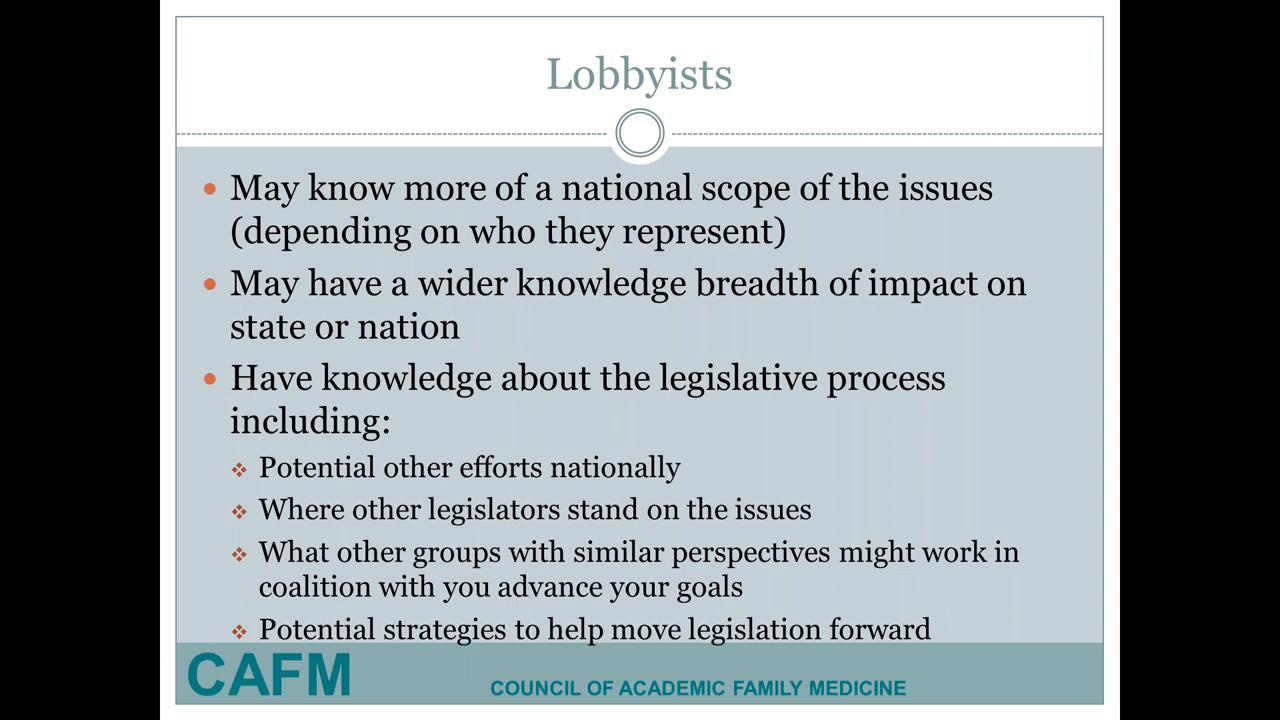 Lobbyists
• May know more of a national scope of the issues
(depending on who they represent)
• May have a wider knowledge breadth of impact on
state or nation
• Have knowledge about the legislative process
including:
❖ Potential other efforts nationally
❖ Where other legislators stand on the issues
❖ What other groups with similar perspectives might work in
coalition with you advance your goals
❖ Potential strategies to help move legislation forward
CAFM
COUNCIL OF ACADEMIC FAMILY MEDICINE